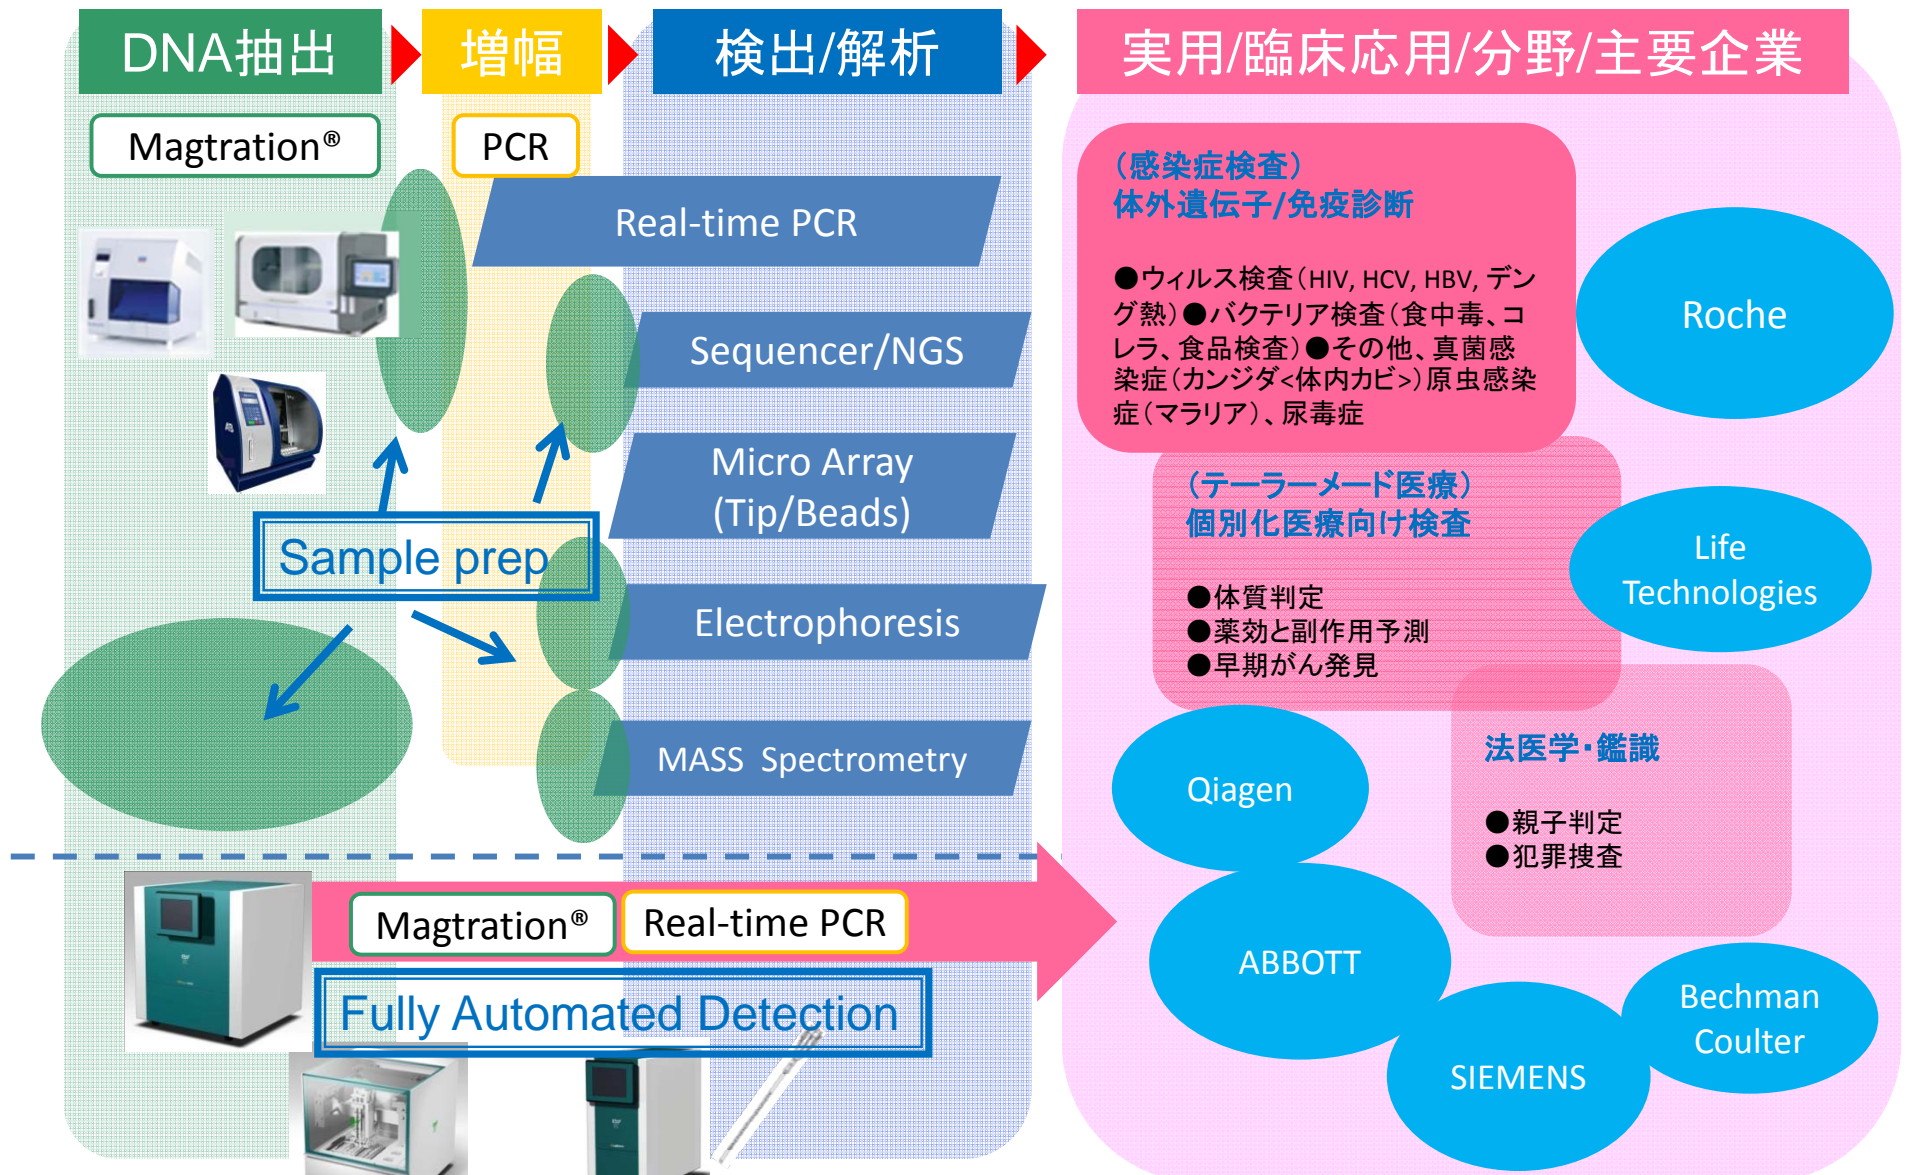 DNA抽出
増幅
検出/解析
実用/臨床応用/分野/主要企業
Magtration®
PCR
Real-time PCR
Sequencer/NGS
Micro Array
(Tip/Beads)
Electrophoresis
MASS Spectrometry
Sample prep
Magtration®
Real-time PCR
Fully Automated Detection
（感染症検査）
体外遺伝子/免疫診断
●ウィルス検査（HIV, HCV, HBV, デン
グ熱）●バクテリア検査（食中毒、コ
レラ、食品検査）●その他、真菌感
染症（カンジダ<体内カビ>）原虫感染
症（マラリア）、尿毒症
Roche
（テーラーメード医療）
個別化医療向け検査
●体質判定
●薬効と副作用予測
●早期がん発見
Life
Technologies
法医学・鑑識
●親子判定
●犯罪捜査
Qiagen
ABBOTT
SIEMENS
Bechman
Coulter